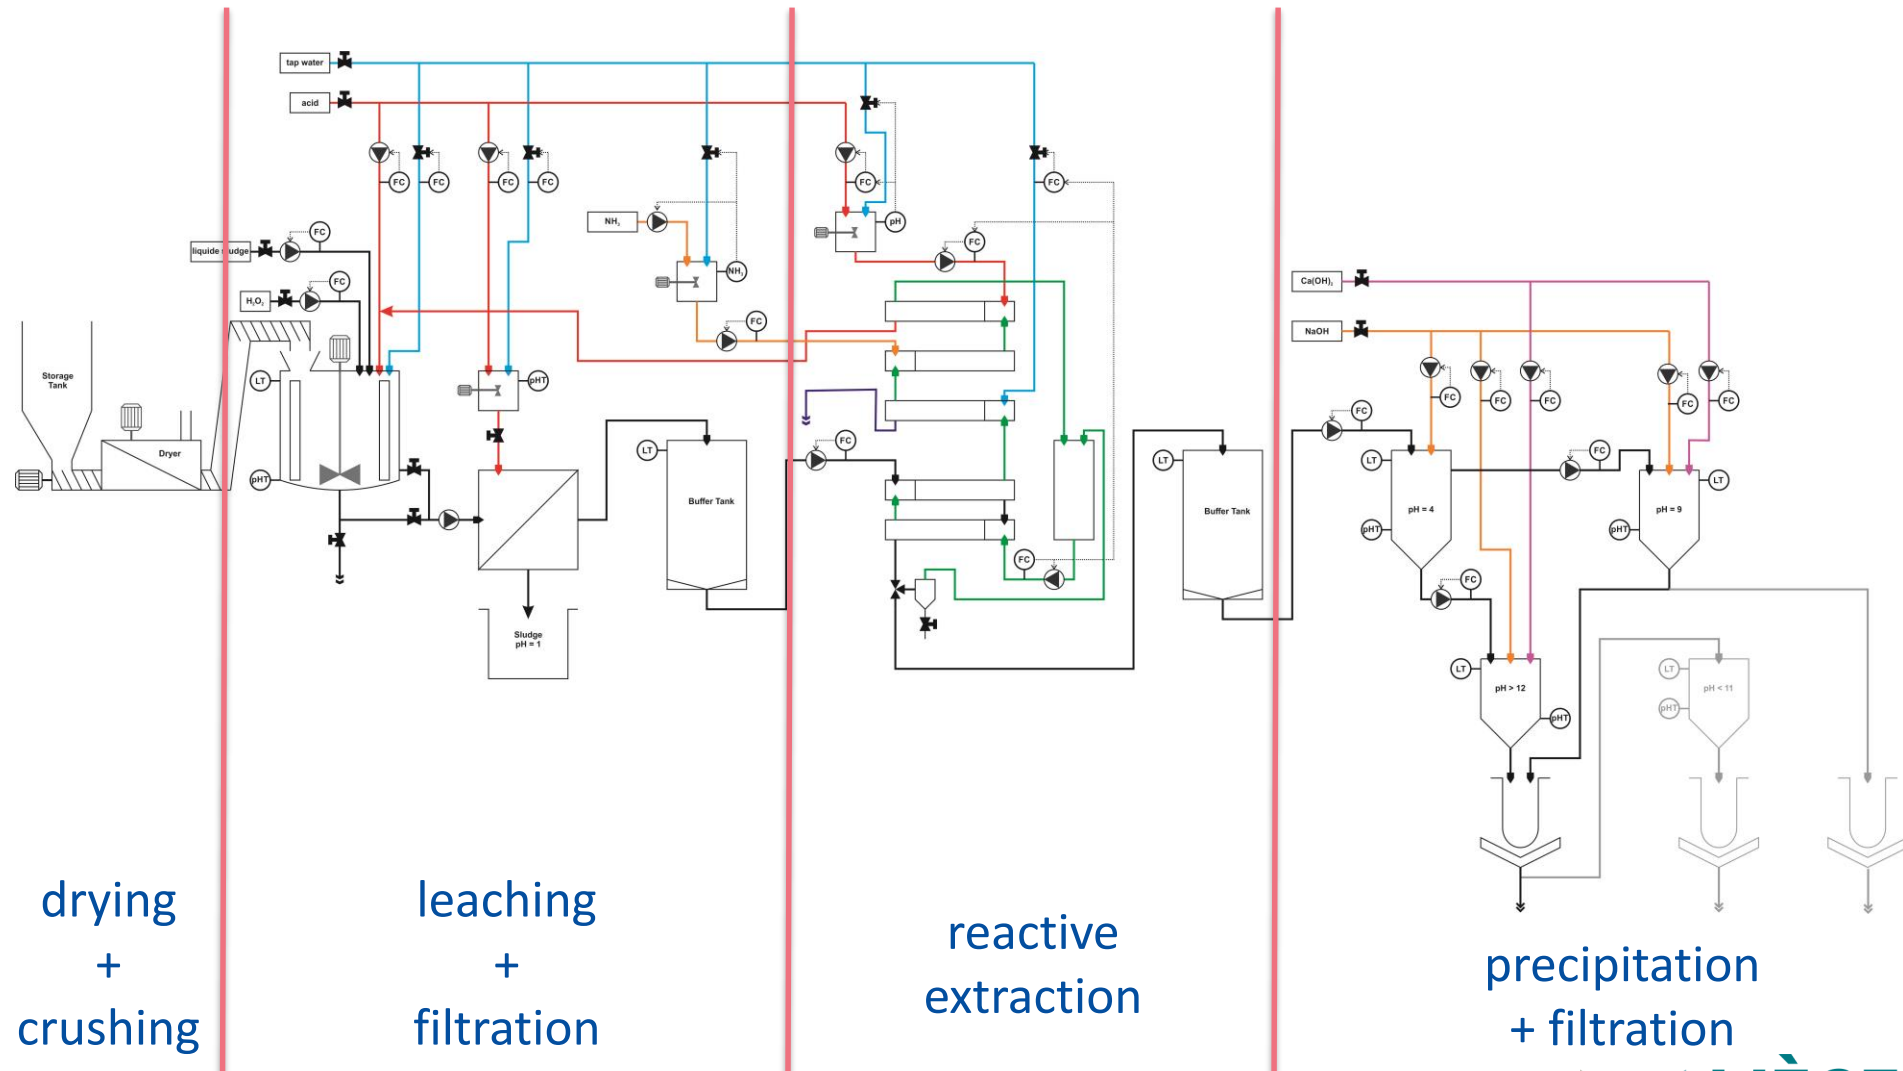 tap water
acid
FC
FC
FC
FC
FC
pH
FC
NH₃
FC
liquide sludge
FC
NH₃
FC
H₂O₂
FC
Ca(OH)₂
NaOH
FC
Storage
Tank
LT
pHT
FC
FC
FC
FC
FC
FC
Dryer
LT
FC
LT
LT
FC
LT
pHT
Buffer Tank
Buffer Tank
pH = 4
pH = 9
pHT
pHT
FC
FC
Sludge
pH = 1
LT
pH > 12
LT
pH < 11
pHT
pHT
drying
+
crushing
leaching
+
filtration
reactive
extraction
precipitation
+ filtration